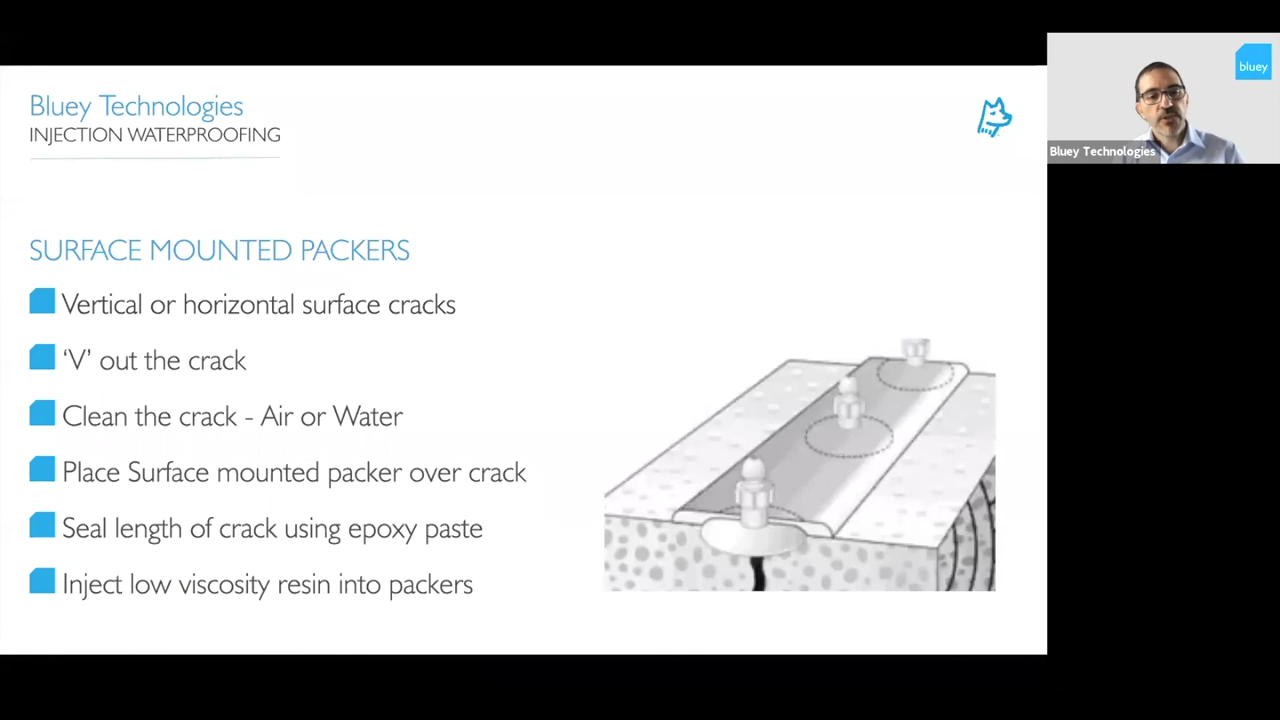 Bluey Technologies
INJECTION WATERPROOFING
SURFACE MOUNTED PACKERS
Vertical or horizontal surface cracks
‘V’ out the crack
Clean the crack - Air or Water
Place Surface mounted packer over crack
Seal length of crack using epoxy paste
Inject low viscosity resin into packers
bluey
Bluey Technologies